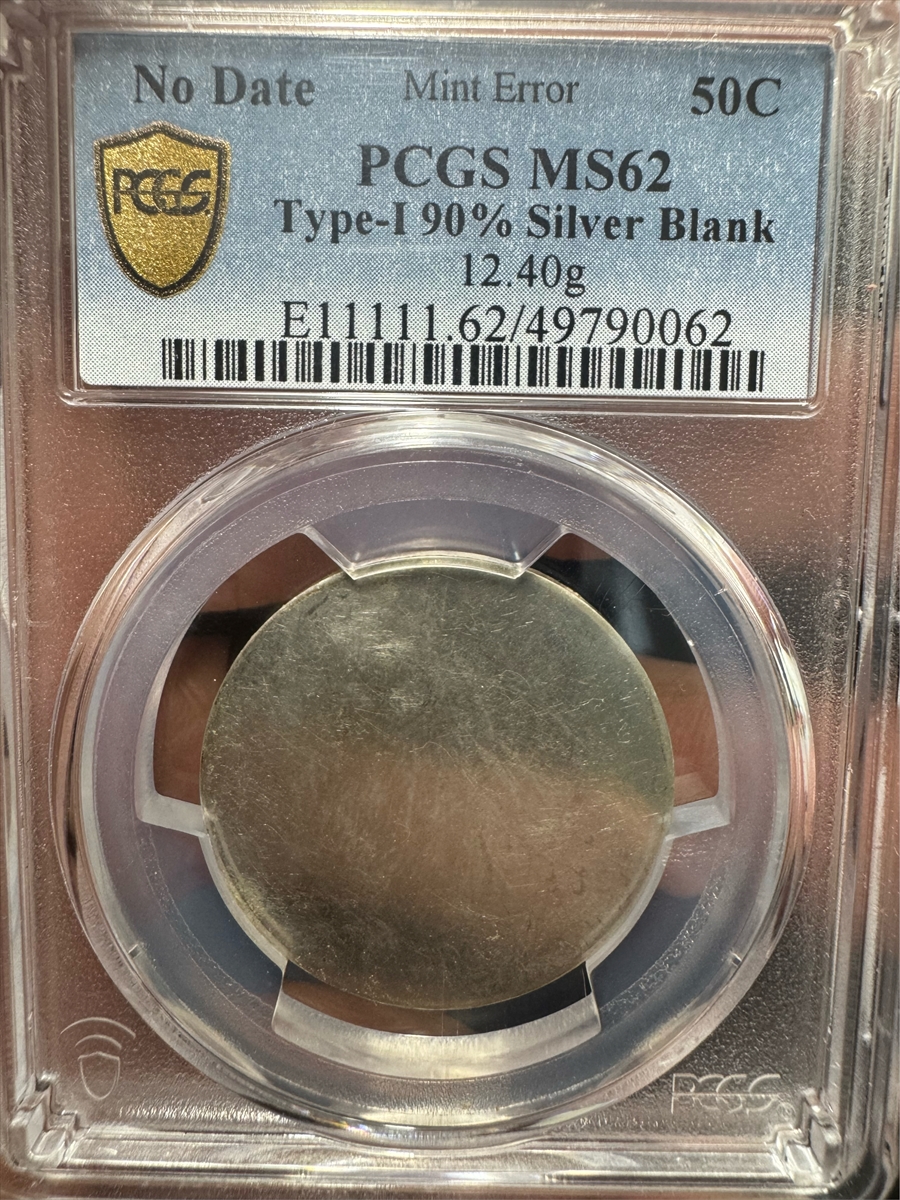 No Date Mint Error 50C
PCGS
PCGS MS62
Type-I 90% Silver Blank
12.40g
E11111.62/49790062
PCGS